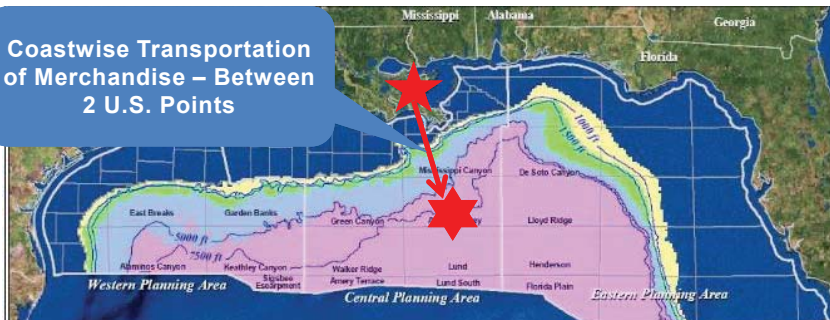 Mississippi
Alabama
Georgia
Florida
Coastwise Transportation
of Merchandise – Between
2 U.S. Points
1000 ft
1500 ft
Mississippi Canyon
De Soto Canyon
East Breaks
Garden Banks
Green Canyon
Lloyd Ridge
5000 ft
7500 ft
Alaminos Canyon
Keathley Canyon
Walker Ridge
Lund
Henderson
Sigsbee
Escarpment
Amery Terrace
Lund South
Florida Plain
Western Planning Area
Central Planning Area
Eastern Planning Area